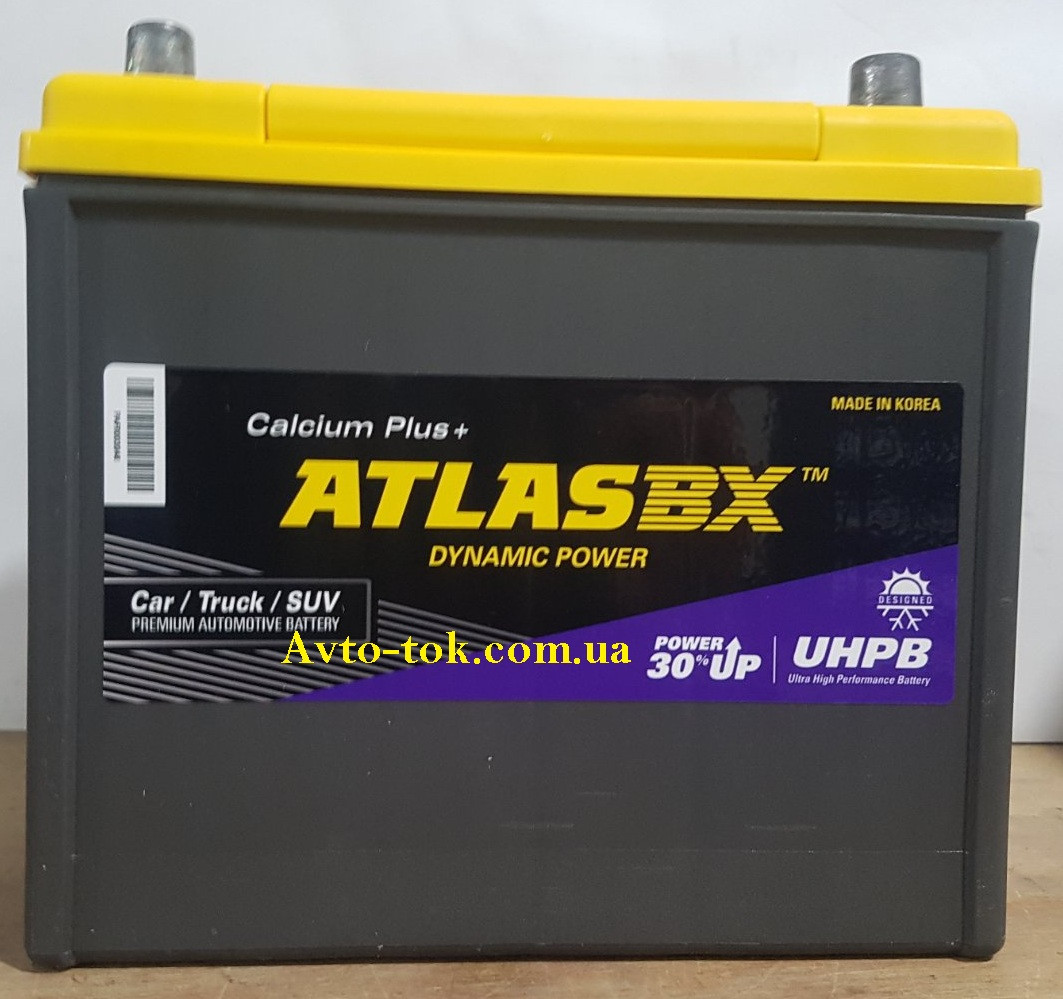 MADE IN KOREA
Calcium Plus+
ATLASBX™
DYNAMIC POWER
DESIGNED
Car / Truck / SUV
PREMIUM AUTOMOTIVE BATTERY
Avto-tok.com.ua
POWER
30% UP
UHPB
Ultra High Performance Battery